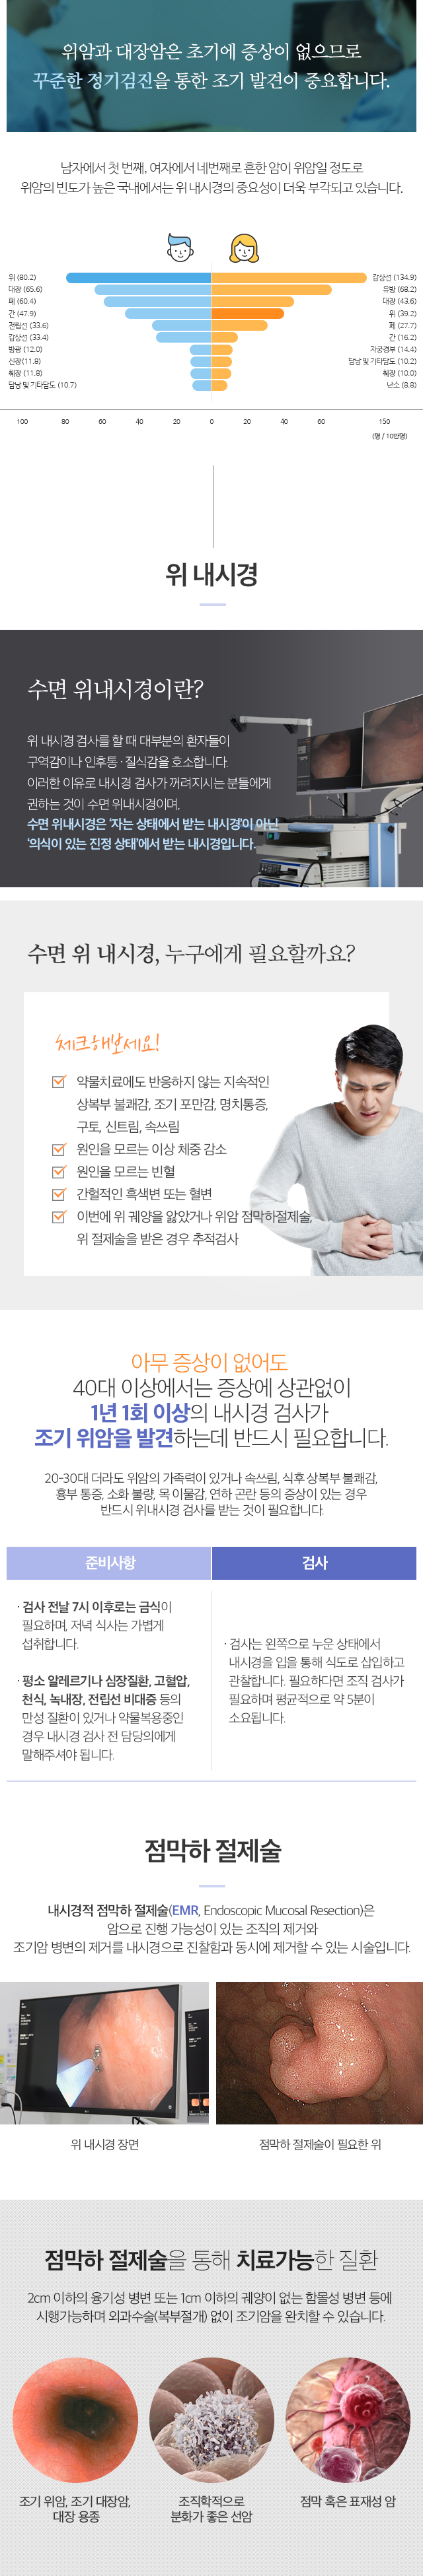 위암과 대장암은 초기에 증상이 없으므로
꾸준한 정기검진을 통한 조기 발견이 중요합니다.
남자에서 첫 번째, 여자에서 네번째로 흔한 암이 위암일 정도로
위암의 빈도가 높은 국내에서는 위 내시경의 중요성이 더욱 부각되고 있습니다.
위 (80.2)
대장 (65.6)
폐 (60.4)
간 (47.9)
전립선 (33.6)
갑상선 (33.4)
방광 (12.0)
신장 (11.8)
췌장 (11.8)
담낭 및 기타담도 (10.7)
갑상선 (134.9)
유방 (68.2)
대장 (43.6)
위 (39.2)
폐 (27.7)
간 (16.2)
자궁경부 (14.4)
담낭 및 기타담도 (10.2)
췌장 (10.0)
난소 (8.8)
100 80 60 40 20 0 20 40 60 150
(명 / 10만명)
위 내시경
수면 위내시경이란?
위 내시경 검사를 할 때 대부분의 환자들이
구역감이나 인후통 · 질식감을 호소합니다.
이러한 이유로 내시경 검사가 꺼려지시는 분들에게
권하는 것이 수면 위내시경이며,
수면 위내시경은 '자는 상태에서 받는 내시경'이 아닌
'의식이 있는 진정 상태'에서 받는 내시경입니다.
수면 위 내시경, 누구에게 필요할까요?
체크해보세요!
약물치료에도 반응하지 않는 지속적인
상복부 불쾌감, 조기 포만감, 명치통증,
구토, 신트림, 속쓰림
원인을 모르는 이상 체중 감소
원인을 모르는 빈혈
간헐적인 흑색변 또는 혈변
이번에 위 궤양을 앓았거나 위암 점막하절제술,
위 절제술을 받은 경우 추적검사
아무 증상이 없어도
40대 이상에서는 증상에 상관없이
1년 1회 이상의 내시경 검사가
조기 위암을 발견하는데 반드시 필요합니다.
20-30대 더라도 위암의 가족력이 있거나 속쓰림, 식후 상복부 불쾌감,
흉부 통증, 소화 불량, 목 이물감, 연하 곤란 등의 증상이 있는 경우
반드시 위내시경 검사를 받는 것이 필요합니다.
준비사항
· 검사 전날 7시 이후로는 금식이
필요하며, 저녁 식사는 가볍게
섭취합니다.
· 평소 알레르기나 심장질환, 고혈압,
천식, 녹내장, 전립선 비대증 등의
만성 질환이 있거나 약물복용중인
경우 내시경 검사 전 담당의에게
말해주셔야 됩니다.
검사
· 검사는 왼쪽으로 누운 상태에서
내시경을 입을 통해 식도로 삽입하고
관찰합니다. 필요하다면 조직 검사가
필요하며 평균적으로 약 5분이
소요됩니다.
점막하 절제술
내시경적 점막하 절제술(EMR, Endoscopic Mucosal Resection)은
암으로 진행 가능성이 있는 조직의 제거와
조기암 병변의 제거를 내시경으로 진찰함과 동시에 제거할 수 있는 시술입니다.
위 내시경 장면
점막하 절제술이 필요한 위
점막하 절제술을 통해 치료가능한 질환
2cm 이하의 융기성 병변 또는 1cm 이하의 궤양이 없는 함몰성 병변 등에
시행가능하며 외과수술(복부절개) 없이 조기암을 완치할 수 있습니다.
조기 위암, 조기 대장암,
대장 용종
조직학적으로
분화가 좋은 선암
점막 혹은 표재성 암